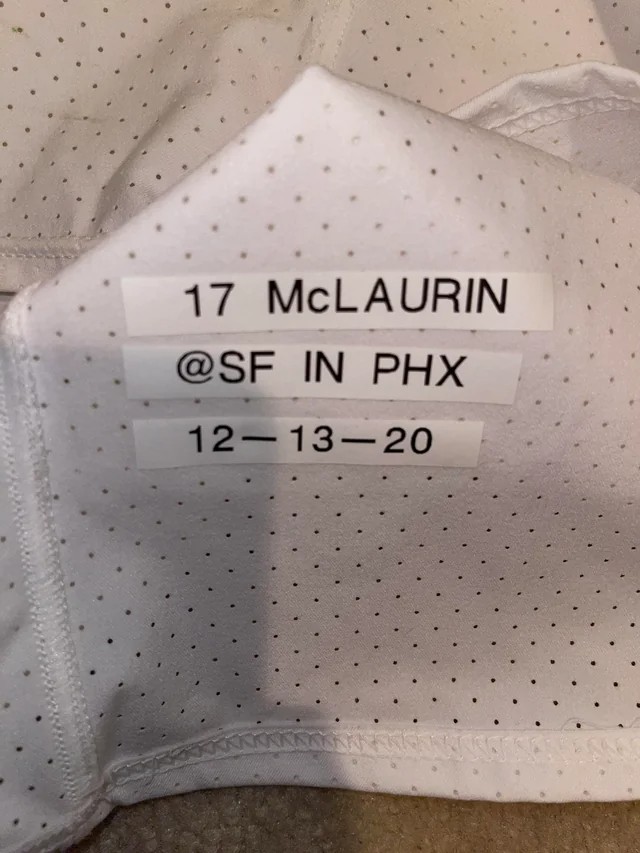 17 McLAURIN
@SF IN PHX
12—13—20